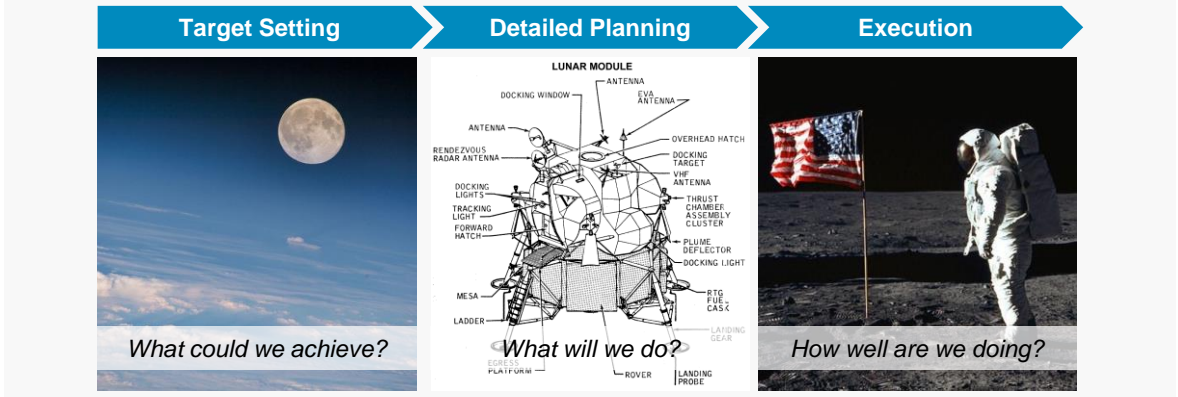 Target Setting
Detailed Planning
Execution
LUNAR MODULE
ANTENNA
DOCKING WINDOW
EVA
ANTENNA
ANTENNA
OVERHEAD HATCH
RENDEZVOUS
RADAR ANTENNA
DOCKING
TARGET
VHF
ANTENNA
DOCKING
LIGHTS
THRUST
CHAMBER
ASSEMBLY
CLUSTER
TRACKING
LIGHT
FORWARD
HATCH
PLUME
DEFLECTOR
DOCKING LIGHT
MESA
RTG
FUEL
CASK
LADDER
LANDING
GEAR
What could we achieve?
What will we do?
How well are we doing?
EGRESS
PLATFORM
ROVER
LANDING
PROBE